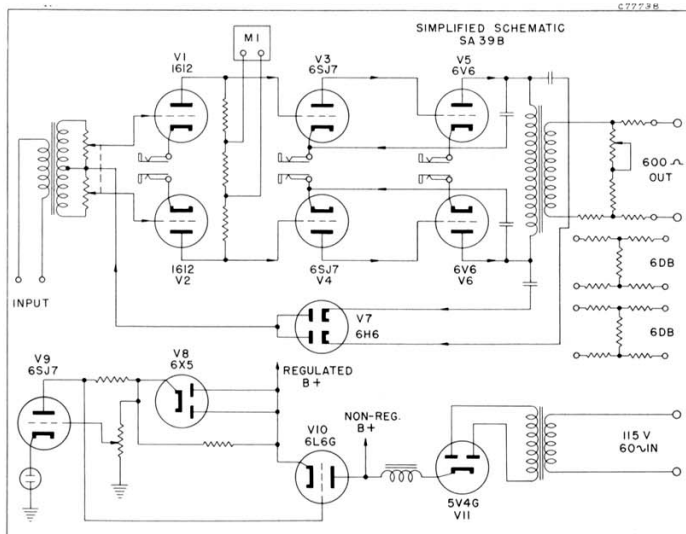 C77738
SIMPLIFIED SCHEMATIC
SA 39B
M1
V1
1612
V3
6SJ7
V5
6V6
600 Ω
OUT
1612
V2
6SJ7
V4
6V6
V6
INPUT
V7
6H6
6DB
6DB
V9
6SJ7
V8
6X5
REGULATED
B+
V10
6L6G
NON-REG.
B+
115 V
60∿IN
5V4G
V11